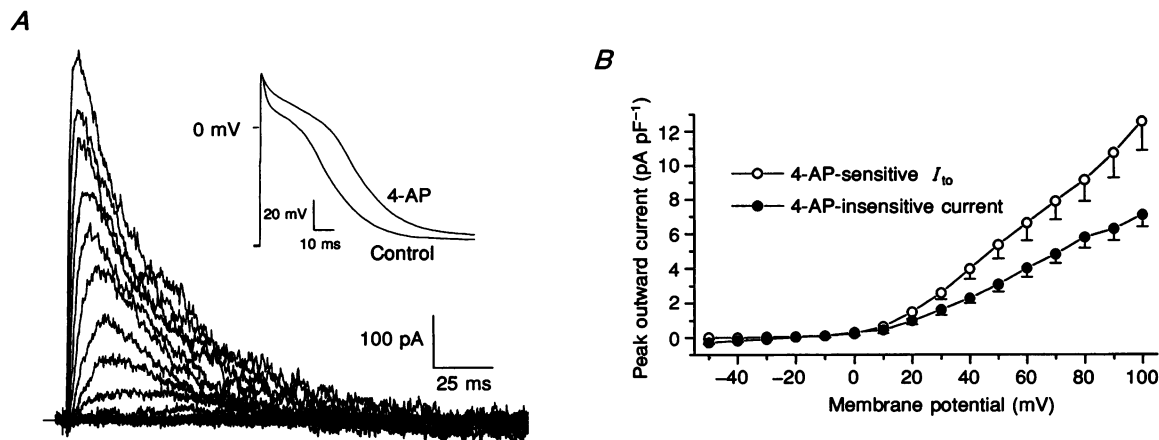 A
0 mV
4-AP
20 mV
10 ms
Control
100 pA
25 ms
B
Peak outward current (pA pF⁻¹)
12
10
8
6
4
2
0
4-AP-sensitive Ito
4-AP-insensitive current
−40 −20 0 20 40 60 80 100
Membrane potential (mV)